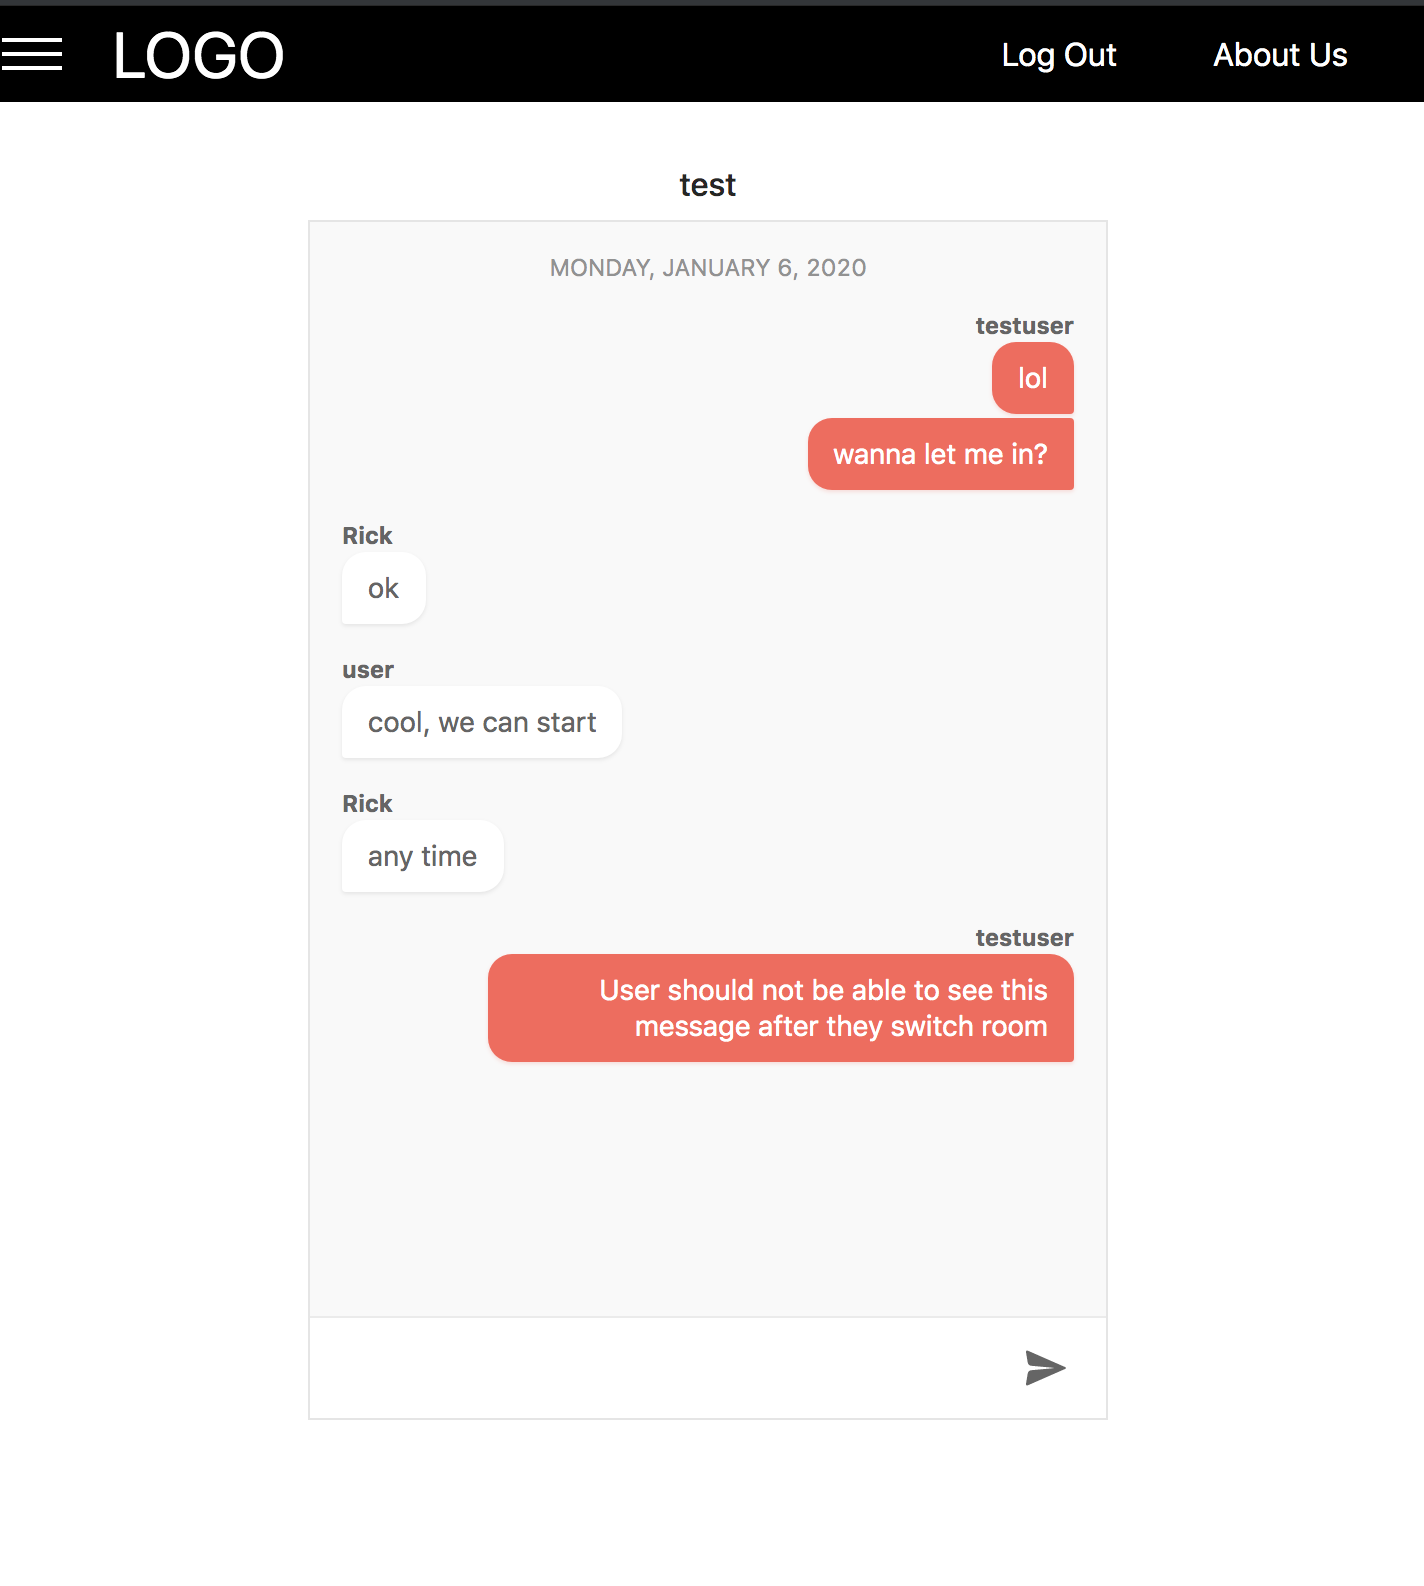 LOGO
Log Out
About Us
test
MONDAY, JANUARY 6, 2020
testuser
lol
wanna let me in?
Rick
ok
user
cool, we can start
Rick
any time
testuser
User should not be able to see this
message after they switch room